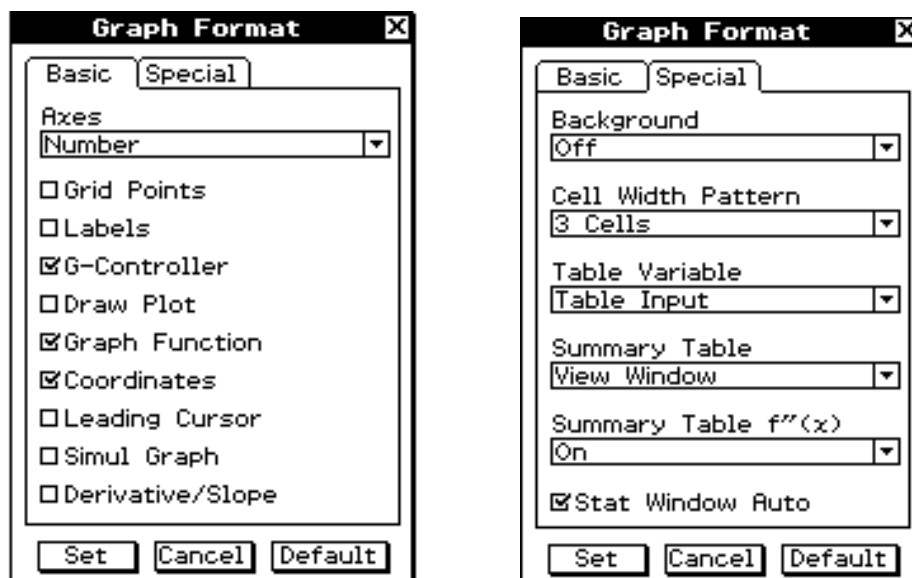 Graph Format
Basic Special
Axes
Number
Grid Points
Labels
G-Controller
Draw Plot
Graph Function
Coordinates
Leading Cursor
Simul Graph
Derivative/Slope
Set Cancel Default
Graph Format
Basic Special
Background
Off
Cell Width Pattern
3 Cells
Table Variable
Table Input
Summary Table
View Window
Summary Table f″(x)
On
Stat Window Auto
Set Cancel Default